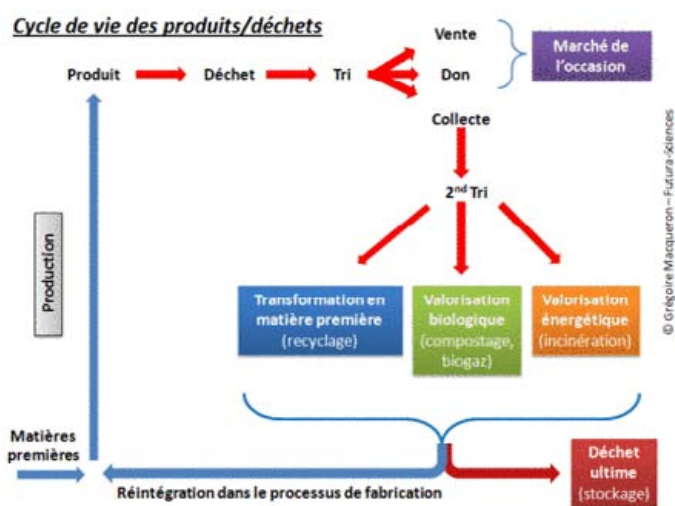 Cycle de vie des produits/déchets
Produit
Déchet
Tri
Vente
Don
Collecte
Marché de
l'occasion
2nd Tri
Production
Transformation en
matière première
(recyclage)
Valorisation
biologique
(compostage,
biogaz)
Valorisation
énergétique
(incinération)
Matières
premières
Réintégration dans le processus de fabrication
Déchet
ultime
(stockage)
© Grégoire Macqueron – Futura-Sciences